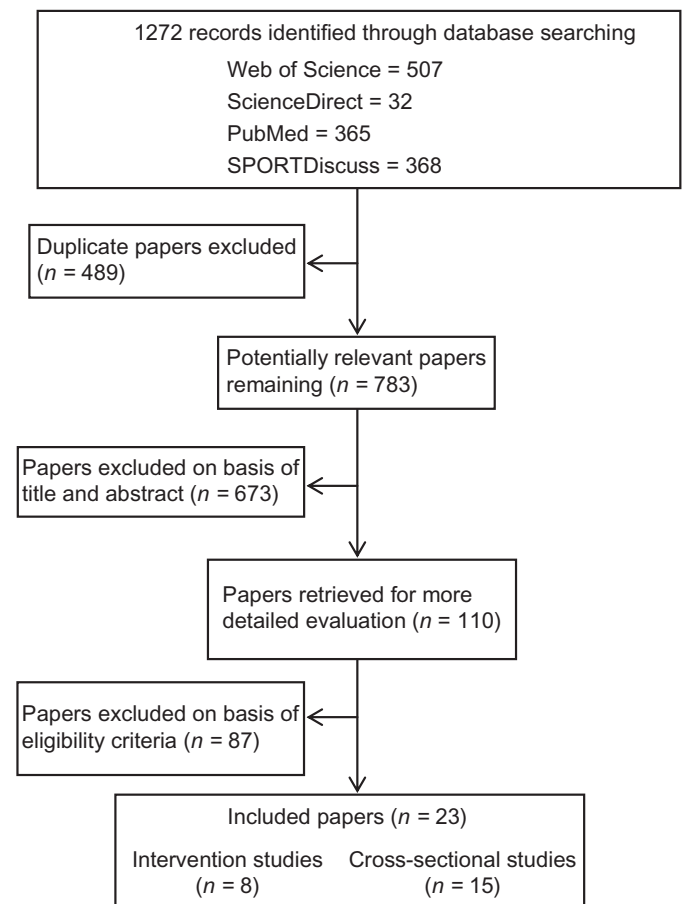 1272 records identified through database searching
Web of Science = 507
ScienceDirect = 32
PubMed = 365
SPORTDiscuss = 368
Duplicate papers excluded
(n = 489)
Potentially relevant papers
remaining (n = 783)
Papers excluded on basis of
title and abstract (n = 673)
Papers retrieved for more
detailed evaluation (n = 110)
Papers excluded on basis of
eligibility criteria (n = 87)
Included papers (n = 23)
Intervention studies
(n = 8)
Cross-sectional studies
(n = 15)